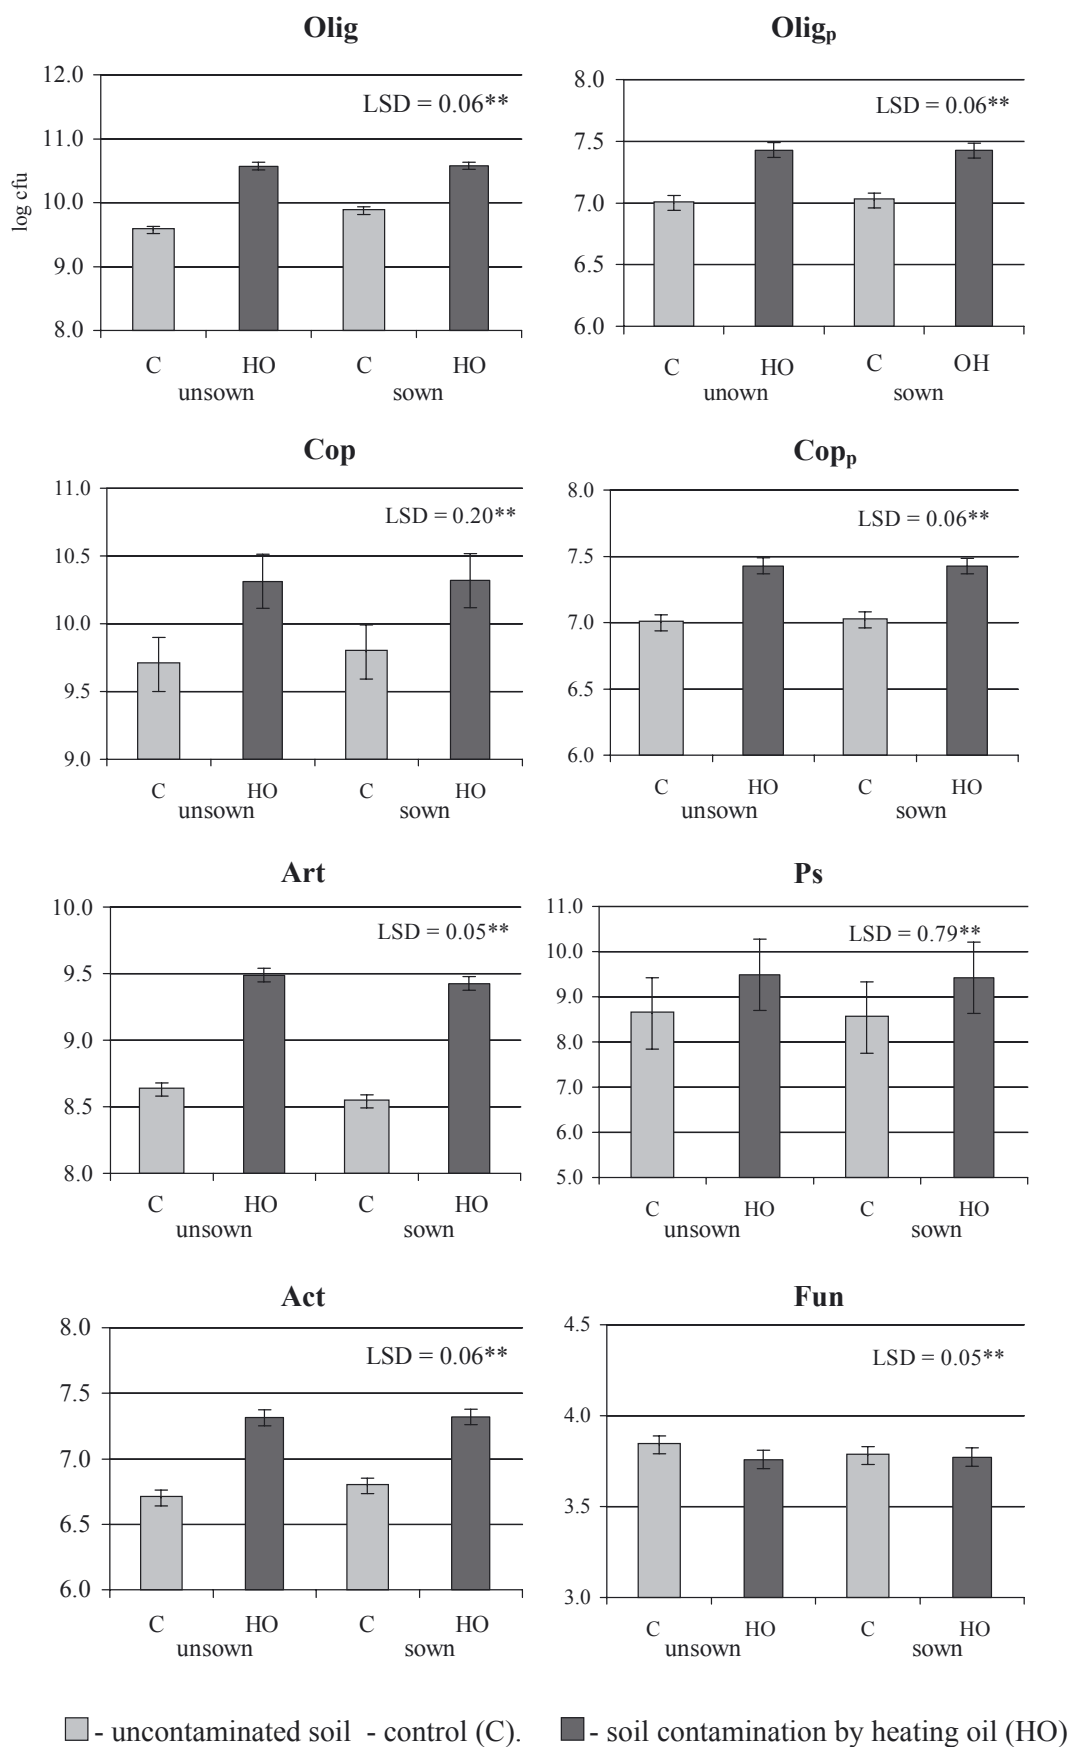 Olig
12.0
LSD = 0.06**
11.0
log cfu
10.0
9.0
8.0
C HO C HO
unsown sown
Oligp
8.0
LSD = 0.06**
7.5
7.0
6.5
6.0
C HO C OH
unown sown
Cop
11.0
LSD = 0.20**
10.5
10.0
9.5
9.0
C HO C HO
unsown sown
Copp
8.0
LSD = 0.06**
7.5
7.0
6.5
6.0
C HO C HO
unsown sown
Art
10.0
LSD = 0.05**
9.5
9.0
8.5
8.0
C HO C HO
unsown sown
Ps
11.0
LSD = 0.79**
10.0
9.0
8.0
7.0
6.0
5.0
C HO C HO
unsown sown
Act
8.0
LSD = 0.06**
7.5
7.0
6.5
6.0
C HO C HO
unsown sown
Fun
4.5
LSD = 0.05**
4.0
3.5
3.0
C HO C HO
unsown sown
- uncontaminated soil - control (C). - soil contamination by heating oil (HO)